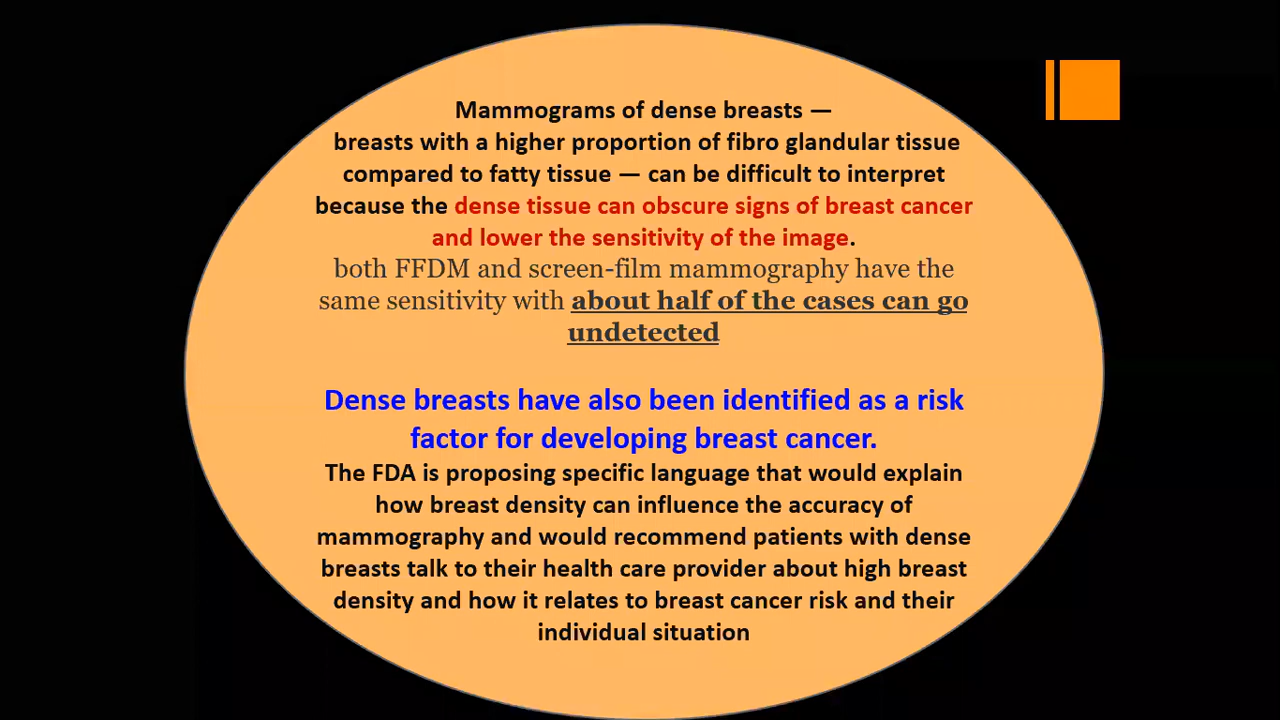 Mammograms of dense breasts —
breasts with a higher proportion of fibro glandular tissue
compared to fatty tissue — can be difficult to interpret
because the dense tissue can obscure signs of breast cancer
and lower the sensitivity of the image.
both FFDM and screen-film mammography have the
same sensitivity with about half of the cases can go
undetected
Dense breasts have also been identified as a risk
factor for developing breast cancer.
The FDA is proposing specific language that would explain
how breast density can influence the accuracy of
mammography and would recommend patients with dense
breasts talk to their health care provider about high breast
density and how it relates to breast cancer risk and their
individual situation